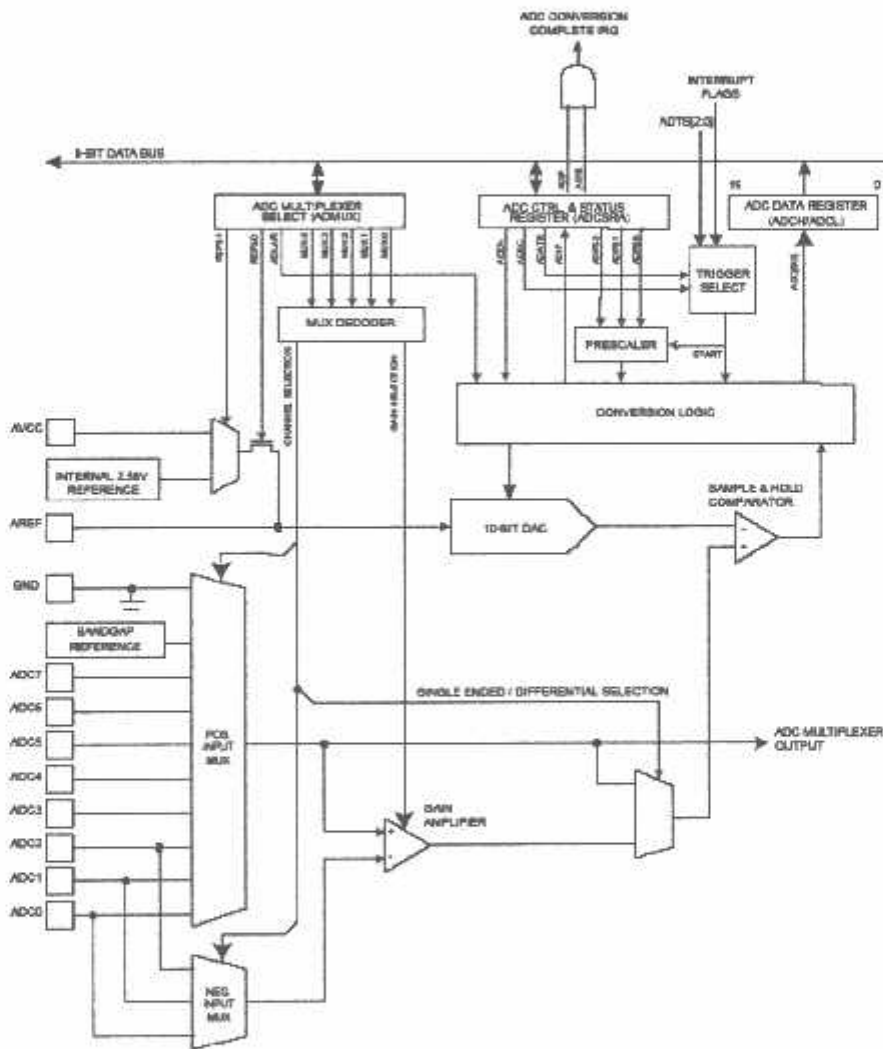 ADC CONVERSION
COMPLETE IRQ
INTERRUPT
FLAGS
ADTS[2:0]
8-BIT DATA BUS
ADIF
ADIE
15
0
ADC MULTIPLEXER
SELECT (ADMUX)
ADC CTRL. & STATUS
REGISTER (ADCSRA)
ADC DATA REGISTER
(ADCH/ADCL)
REFS1
REFS0
ADLAR
MUX4
MUX3
MUX2
MUX1
MUX0
ADEN
ADSC
ADATE
ADIF
ADPS2
ADPS1
ADPS0
TRIGGER
SELECT
ADC[9:0]
MUX DECODER
PRESCALER
START
CHANNEL SELECTION
GAIN SELECTION
CONVERSION LOGIC
AVCC
INTERNAL 2.56V
REFERENCE
SAMPLE & HOLD
COMPARATOR
AREF
10-BIT DAC
-
+
GND
BANDGAP
REFERENCE
ADC7
SINGLE ENDED / DIFFERENTIAL SELECTION
ADC6
ADC5
POS.
INPUT
MUX
ADC MULTIPLEXER
OUTPUT
ADC4
ADC3
GAIN
AMPLIFIER
+
-
ADC2
ADC1
ADC0
NEG.
INPUT
MUX